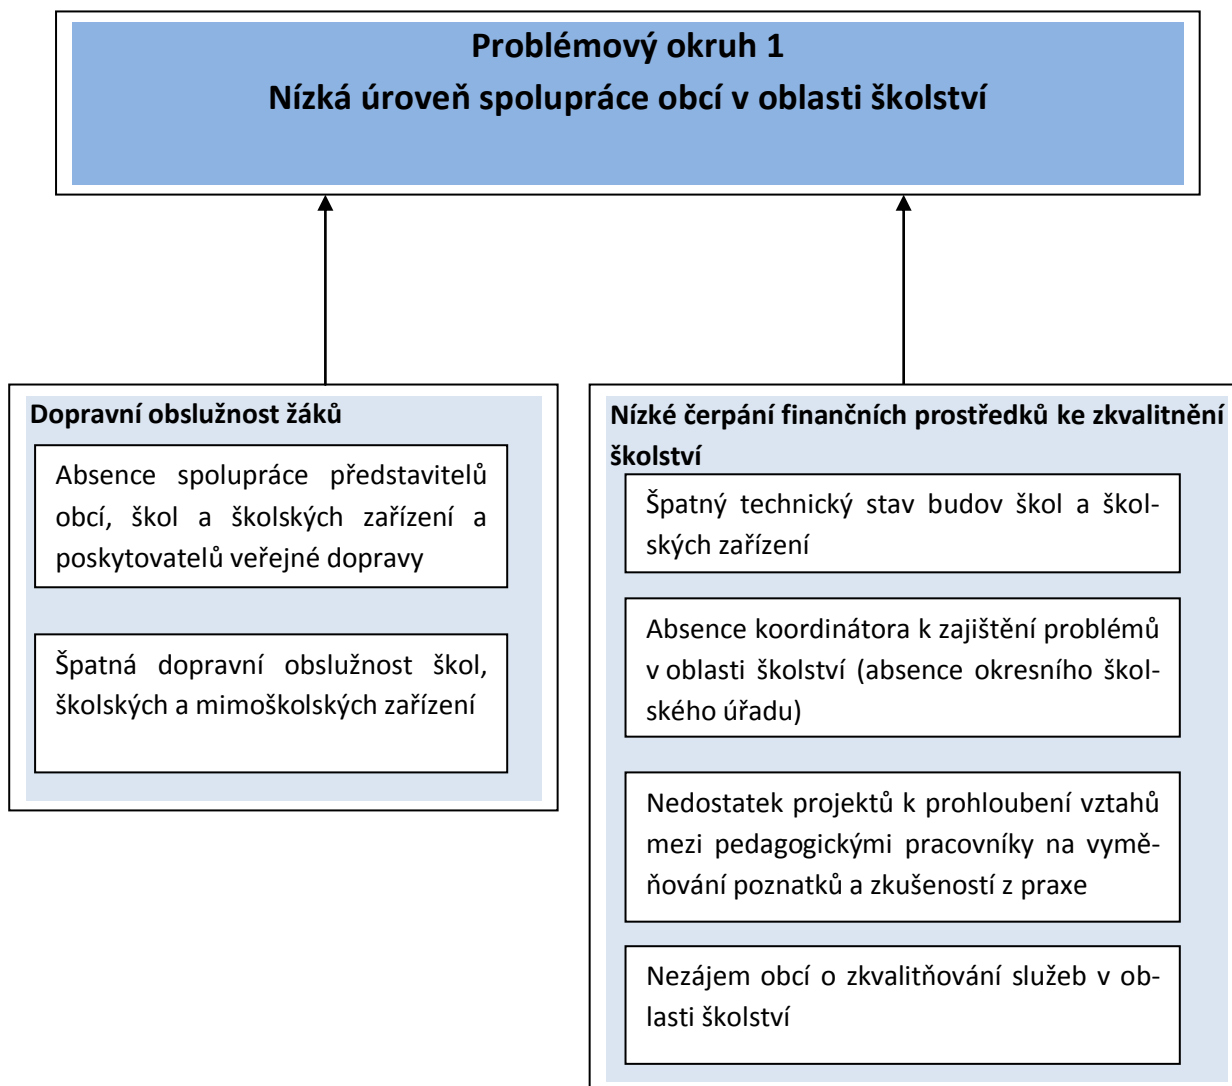 Problémový okruh 1
Nízká úroveň spolupráce obcí v oblasti školství
Dopravní obslužnost žáků
Absence spolupráce představitelů
obcí, škol a školských zařízení a
poskytovatelů veřejné dopravy
Špatná dopravní obslužnost škol,
školských a mimoškolských zařízení
Nízké čerpání finančních prostředků ke zkvalitnění
školství
Špatný technický stav budov škol a škol-
ských zařízení
Absence koordinátora k zajištění problémů
v oblasti školství (absence okresního škol-
ského úřadu)
Nedostatek projektů k prohloubení vztahů
mezi pedagogickými pracovníky na vymě-
ňování poznatků a zkušeností z praxe
Nezájem obcí o zkvalitňování služeb v ob-
lasti školství